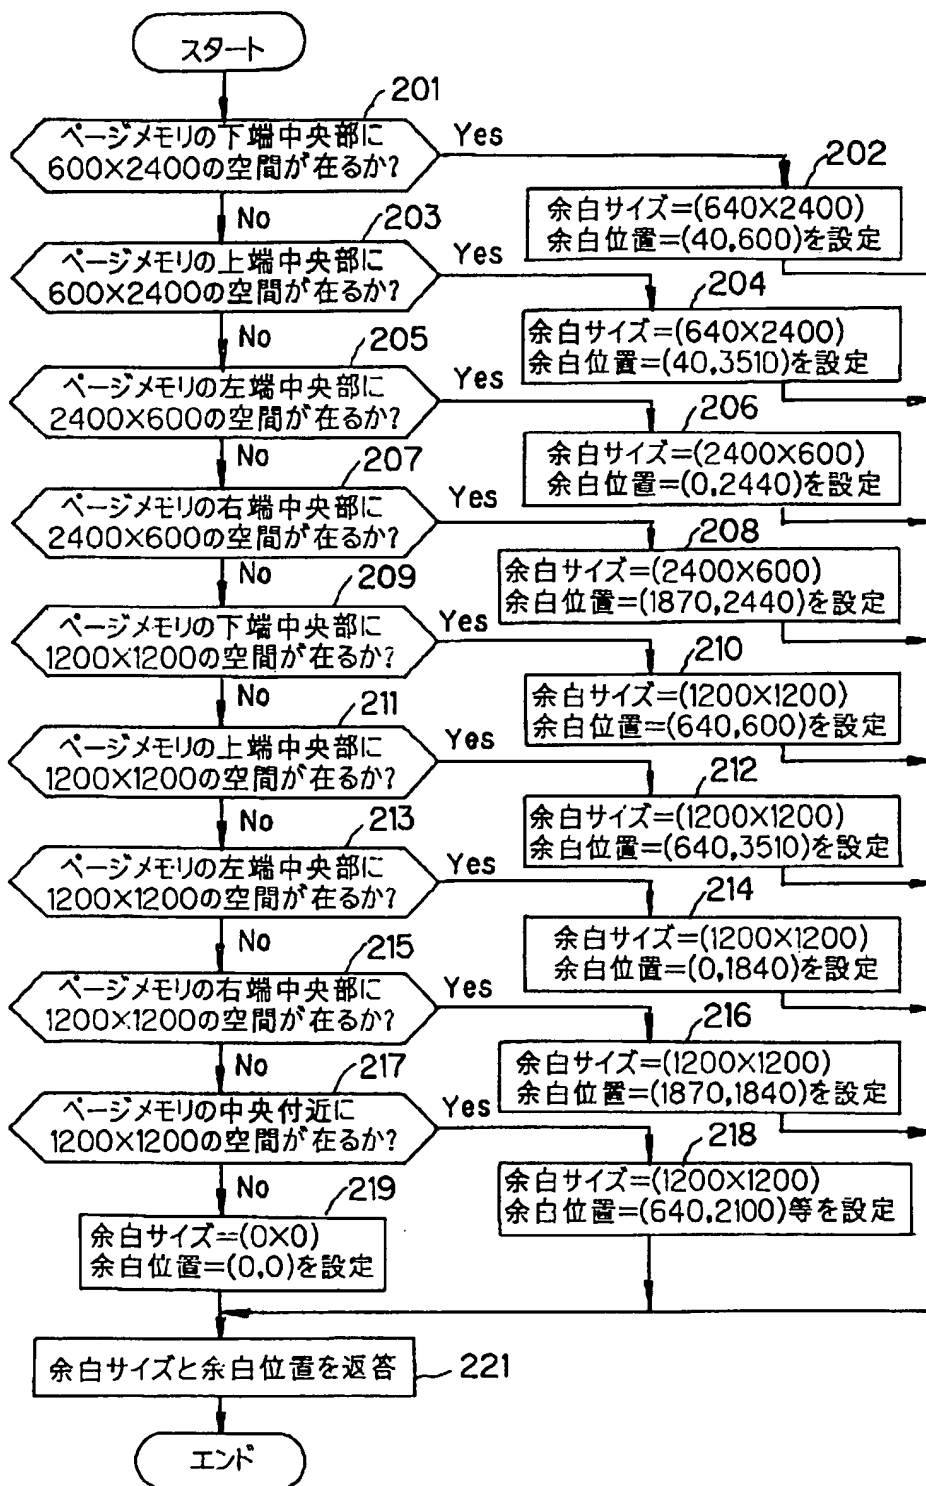 スタート
201
ページメモリの下端中央部に
600×2400の空間が在るか?
Yes
No
202
余白サイズ=(640×2400)
余白位置=(40,600)を設定
203
ページメモリの上端中央部に
600×2400の空間が在るか?
Yes
No
204
余白サイズ=(640×2400)
余白位置=(40,3510)を設定
205
ページメモリの左端中央部に
2400×600の空間が在るか?
Yes
No
206
余白サイズ=(2400×600)
余白位置=(0,2440)を設定
207
ページメモリの右端中央部に
2400×600の空間が在るか?
Yes
No
208
余白サイズ=(2400×600)
余白位置=(1870,2440)を設定
209
ページメモリの下端中央部に
1200×1200の空間が在るか?
Yes
No
210
余白サイズ=(1200×1200)
余白位置=(640,600)を設定
211
ページメモリの上端中央部に
1200×1200の空間が在るか?
Yes
No
212
余白サイズ=(1200×1200)
余白位置=(640,3510)を設定
213
ページメモリの左端中央部に
1200×1200の空間が在るか?
Yes
No
214
余白サイズ=(1200×1200)
余白位置=(0,1840)を設定
215
ページメモリの右端中央部に
1200×1200の空間が在るか?
Yes
No
216
余白サイズ=(1200×1200)
余白位置=(1870,1840)を設定
217
ページメモリの中央付近に
1200×1200の空間が在るか?
Yes
No
218
余白サイズ=(1200×1200)
余白位置=(640,2100)等を設定
219
余白サイズ=(0×0)
余白位置=(0,0)を設定
余白サイズと余白位置を返答
221
エンド